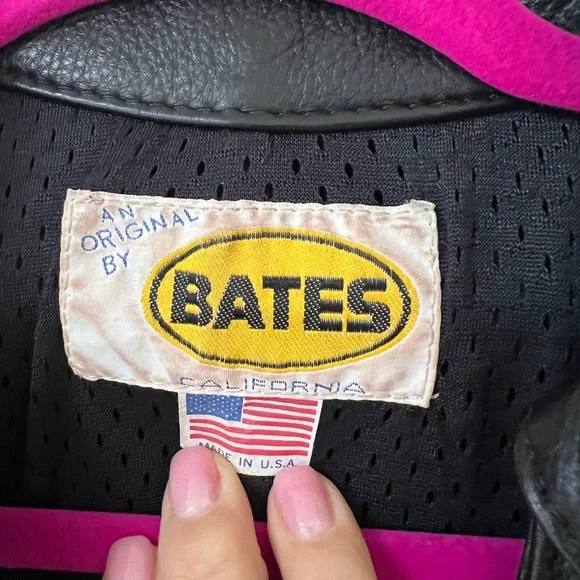 AN
ORIGINAL
BY
BATES
CALIFORNIA
MADE IN U.S.A.